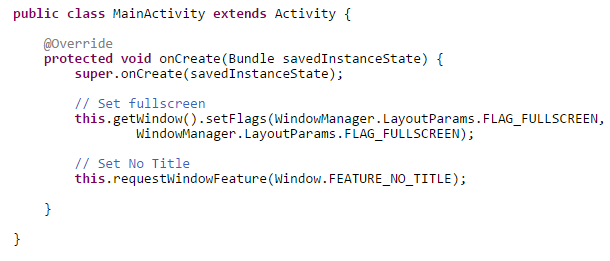 public class MainActivity extends Activity {
@Override
protected void onCreate(Bundle savedInstanceState) {
super.onCreate(savedInstanceState);
// Set fullscreen
this.getWindow().setFlags(WindowManager.LayoutParams.FLAG_FULLSCREEN,
WindowManager.LayoutParams.FLAG_FULLSCREEN);
// Set No Title
this.requestWindowFeature(Window.FEATURE_NO_TITLE);
}
}